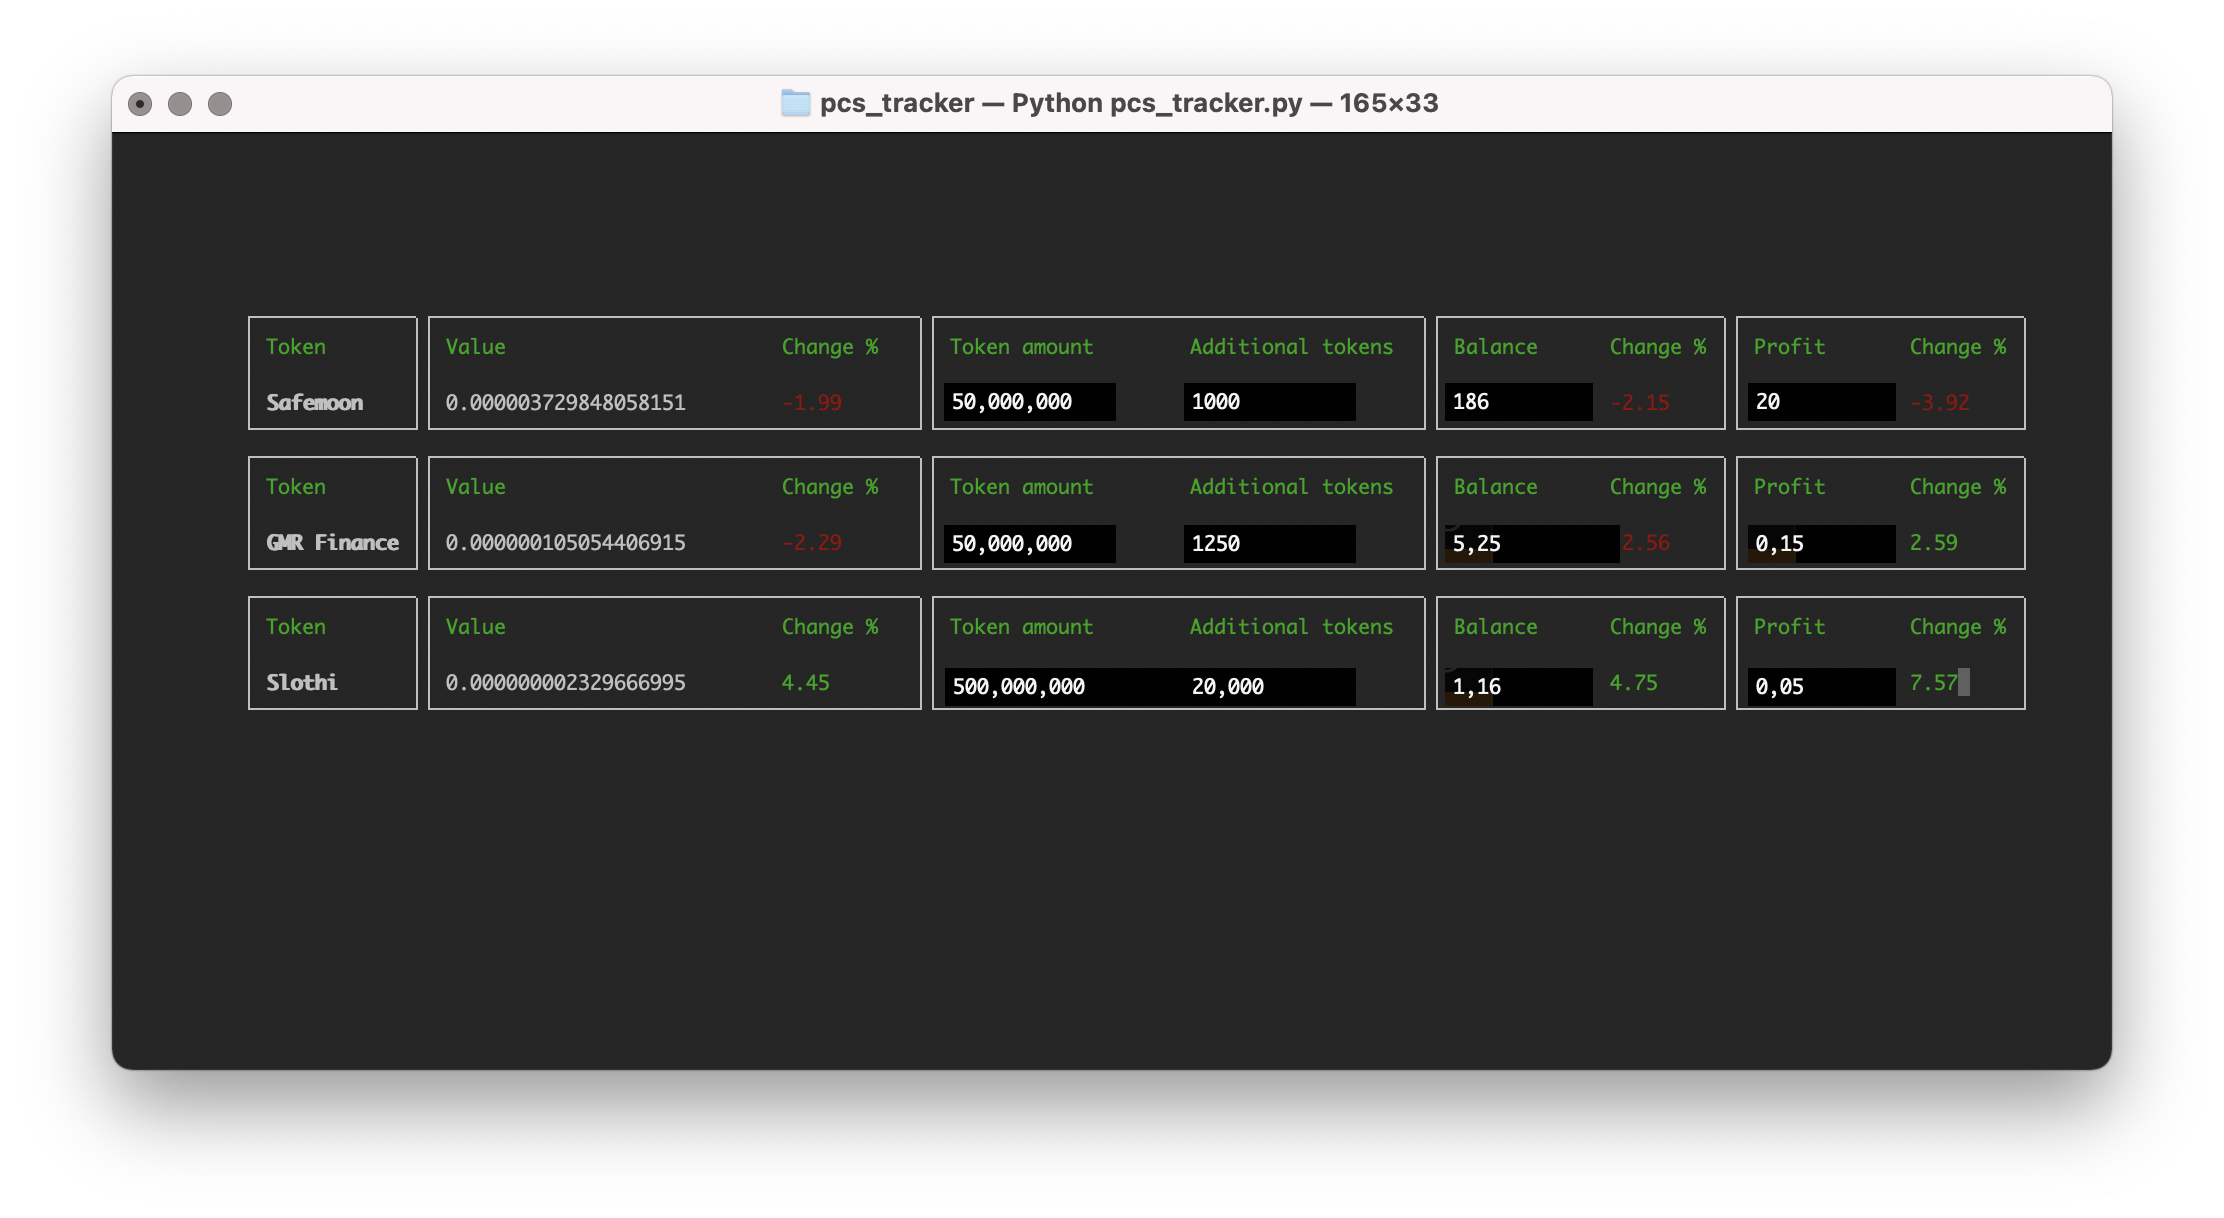 pcs_tracker — Python pcs_tracker.py — 165×33
Token Value Change % Token amount Additional tokens Balance Change % Profit Change %
Safemoon 0.000003729848058151 -1.99 50,000,000 1000 186 -2.15 20 -3.92
Token Value Change % Token amount Additional tokens Balance Change % Profit Change %
GMR Finance 0.000000105054406915 -2.29 50,000,000 1250 5,25 2.56 0,15 2.59
Token Value Change % Token amount Additional tokens Balance Change % Profit Change %
Slothi 0.000000002329666995 4.45 500,000,000 20,000 1,16 4.75 0,05 7.57